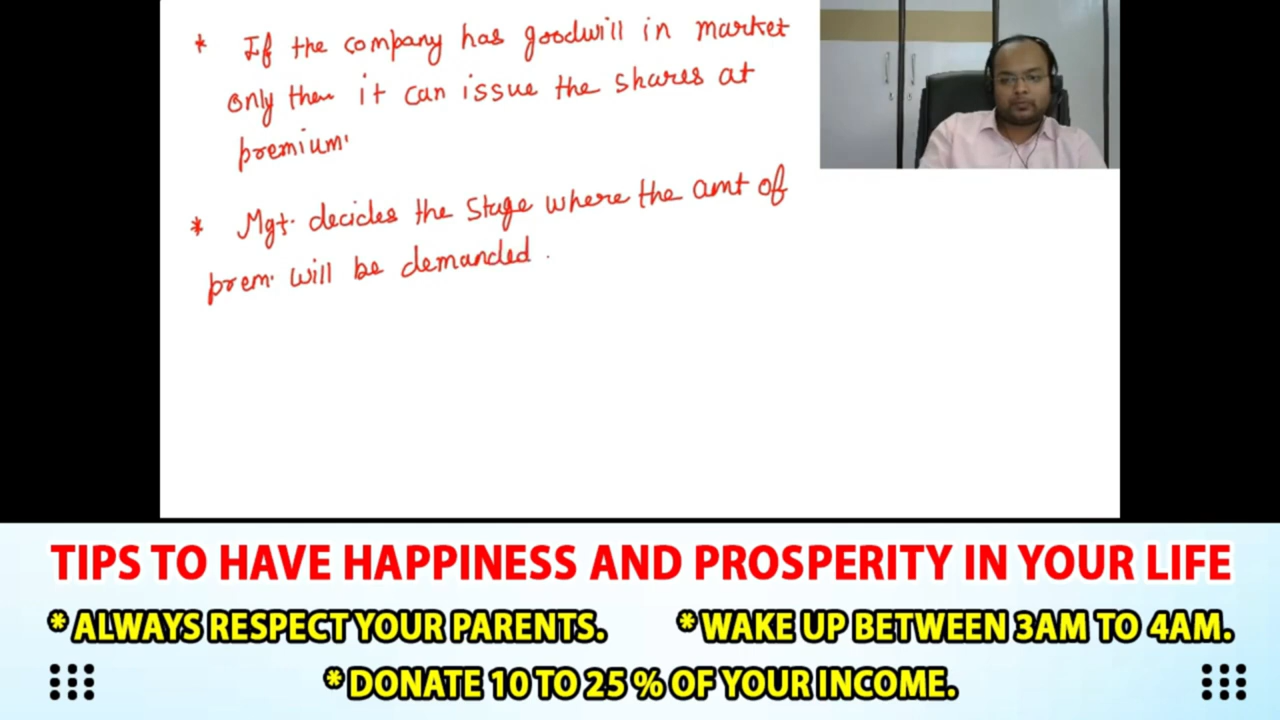 * If the company has goodwill in market
only then it can issue the shares at
premium.
* Mgt. decides the stage where the amt of
prem. will be demanded.
TIPS TO HAVE HAPPINESS AND PROSPERITY IN YOUR LIFE
* ALWAYS RESPECT YOUR PARENTS. * WAKE UP BETWEEN 3AM TO 4AM.
* DONATE 10 TO 25 % OF YOUR INCOME.